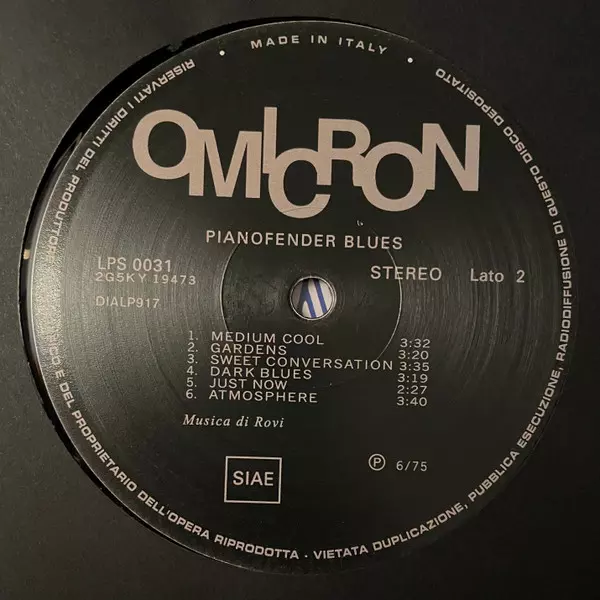 • MADE IN ITALY •
RISERVATI I DIRITTI DEL PRODUTTORE
E DEL PROPRIETARIO DELL'OPERA RIPRODOTTA • VIETATA DUPLICAZIONE, PUBBLICA ESECUZIONE, RADIODIFFUSIONE DI QUESTO DISCO DEPOSITATO
OMICRON
PIANOFENDER BLUES
LPS 0031
2G5KY 19473
STEREO Lato 2
DIALP917
1. MEDIUM COOL 3:32
2. GARDENS 3:20
3. SWEET CONVERSATION 3:35
4. DARK BLUES 3:19
5. JUST NOW 2:27
6. ATMOSPHERE 3:40
Musica di Rovi
SIAE
Ⓟ 6/75